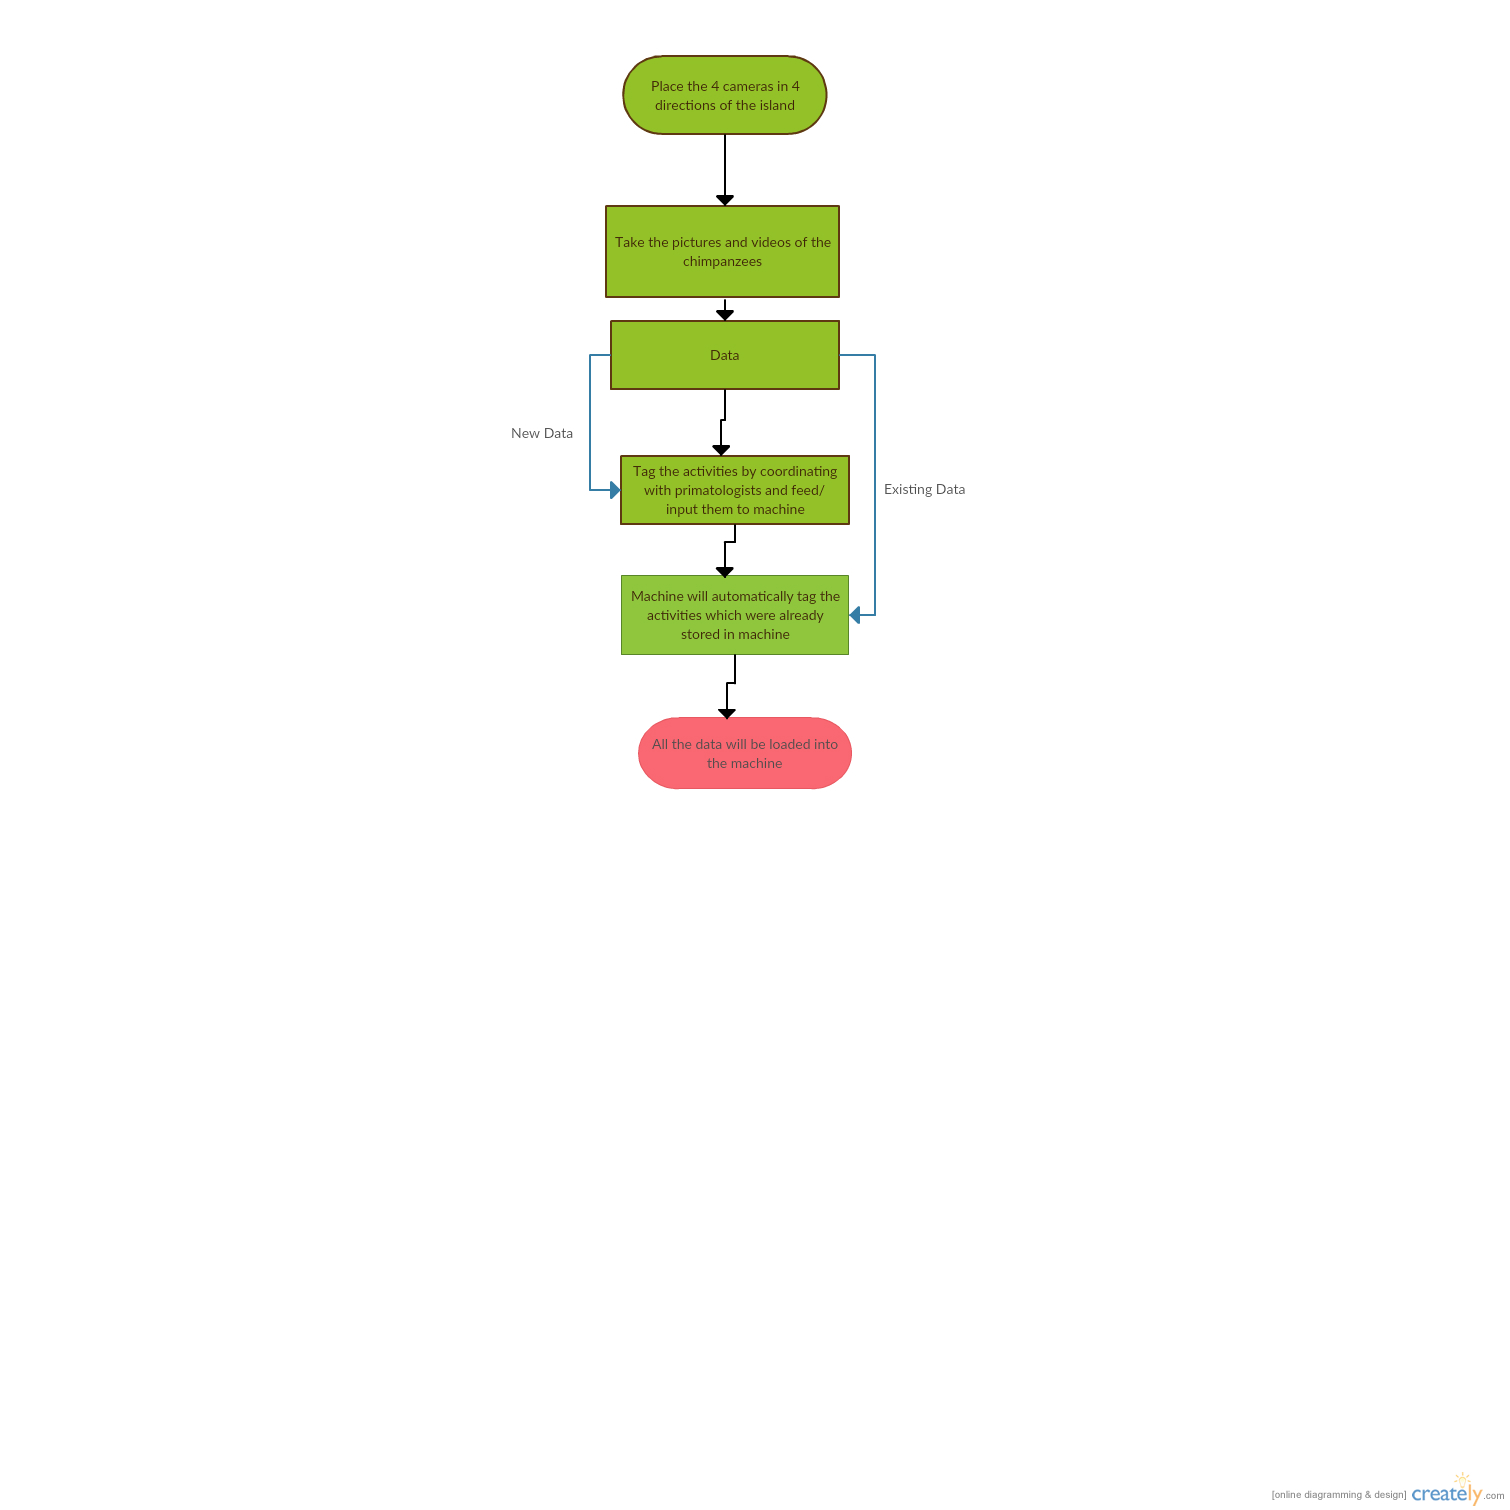 Place the 4 cameras in 4
directions of the island
Take the pictures and videos of the
chimpanzees
Data
New Data
Tag the activities by coordinating
with primatologists and feed/
input them to machine
Existing Data
Machine will automatically tag the
activities which were already
stored in machine
All the data will be loaded into
the machine
[online diagramming & design] creately.com